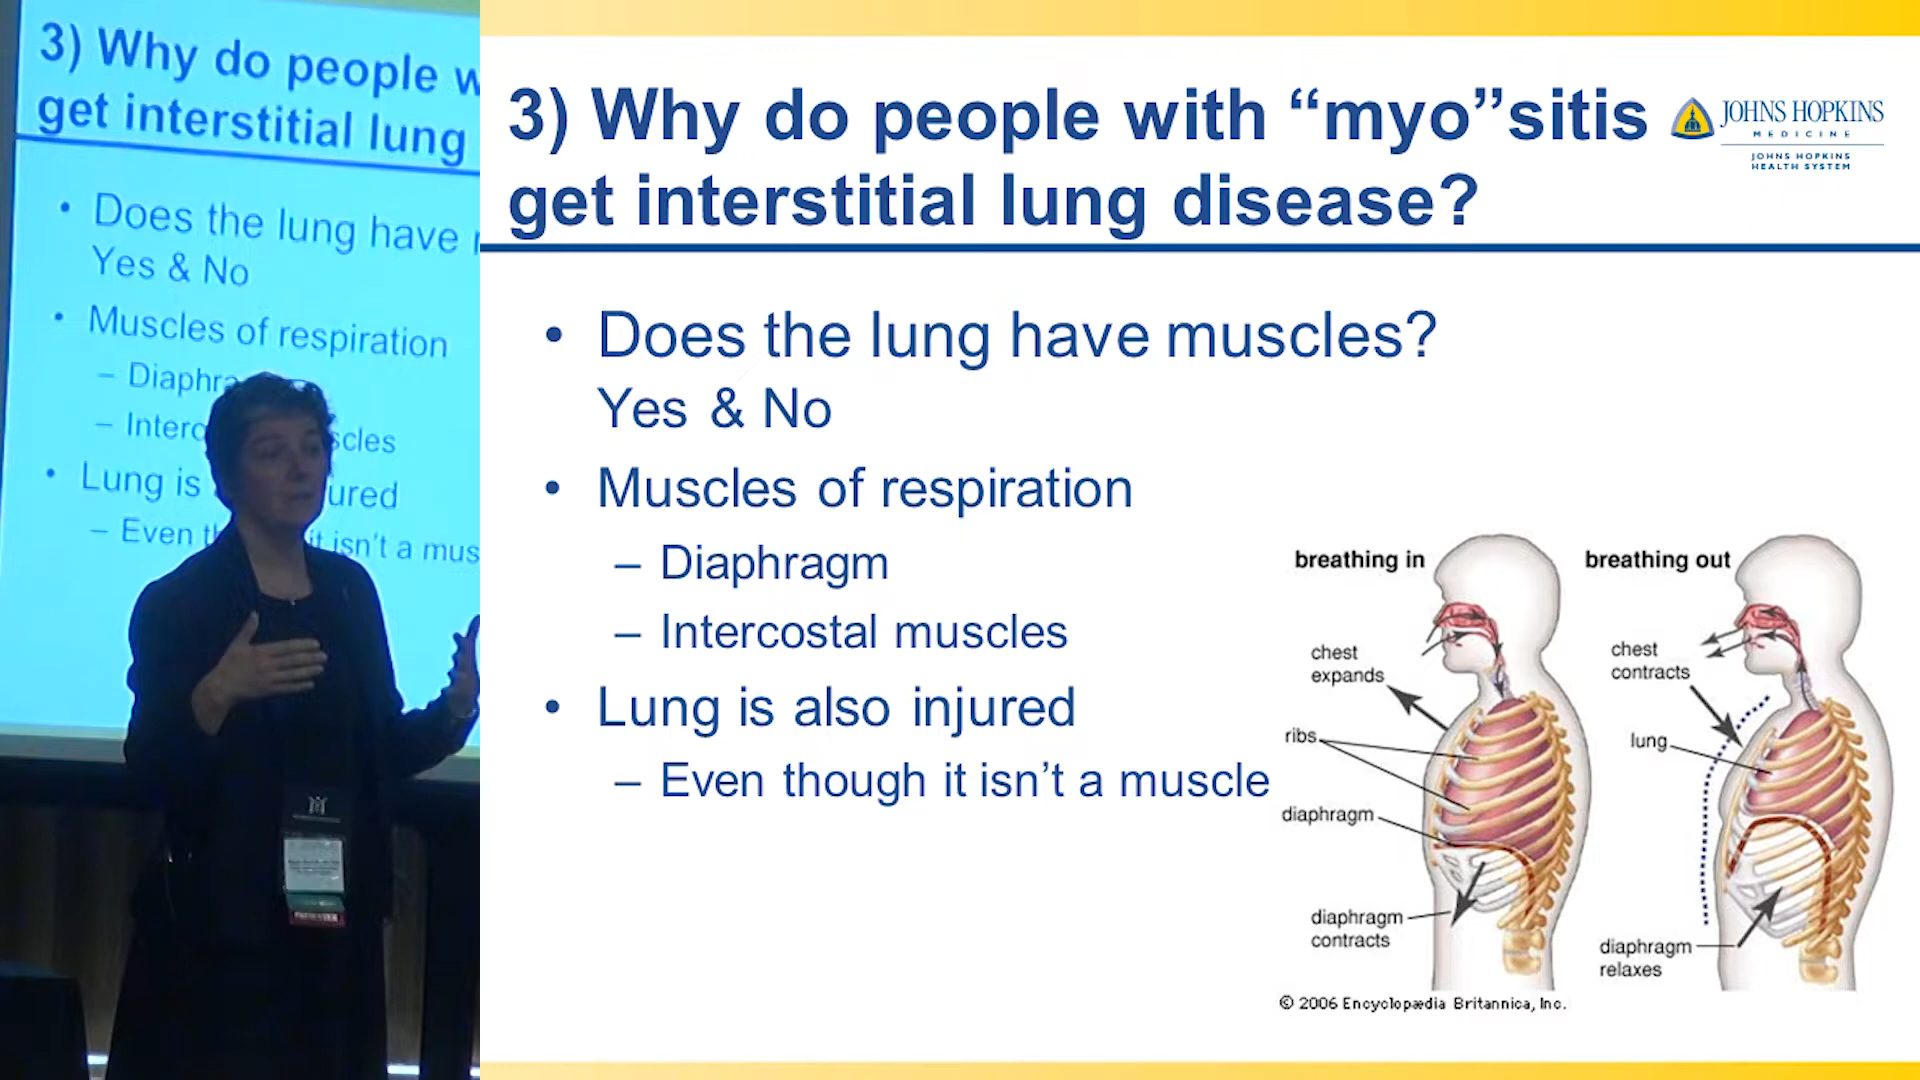 3) Why do people w
get interstitial lung
• Does the lung have
Yes & No
• Muscles of respiration
– Diaphra
– Interc scles
• Lung is ured
– Even th it isn't a mus
3) Why do people with “myo”sitis
get interstitial lung disease?
JOHNS HOPKINS
MEDICINE
JOHNS HOPKINS
HEALTH SYSTEM
• Does the lung have muscles?
Yes & No
• Muscles of respiration
– Diaphragm
– Intercostal muscles
• Lung is also injured
– Even though it isn’t a muscle
breathing in
chest
expands
ribs
diaphragm
diaphragm
contracts
breathing out
chest
contracts
lung
diaphragm
relaxes
© 2006 Encyclopædia Britannica, Inc.